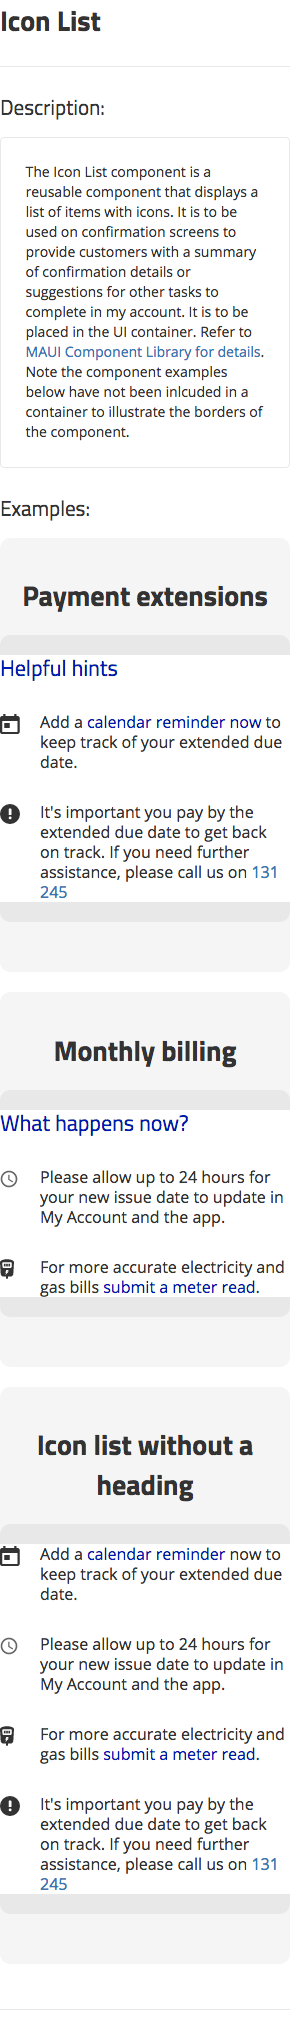 Icon List
Description:
The Icon List component is a
reusable component that displays a
list of items with icons. It is to be
used on confirmation screens to
provide customers with a summary
of confirmation details or
suggestions for other tasks to
complete in my account. It is to be
placed in the UI container. Refer to
MAUI Component Library for details.
Note the component examples
below have not been inlcuded in a
container to illustrate the borders of
the component.
Examples:
Payment extensions
Helpful hints
Add a calendar reminder now to
keep track of your extended due
date.
It's important you pay by the
extended due date to get back
on track. If you need further
assistance, please call us on 131
245
Monthly billing
What happens now?
Please allow up to 24 hours for
your new issue date to update in
My Account and the app.
For more accurate electricity and
gas bills submit a meter read.
Icon list without a
heading
Add a calendar reminder now to
keep track of your extended due
date.
Please allow up to 24 hours for
your new issue date to update in
My Account and the app.
For more accurate electricity and
gas bills submit a meter read.
It's important you pay by the
extended due date to get back
on track. If you need further
assistance, please call us on 131
245